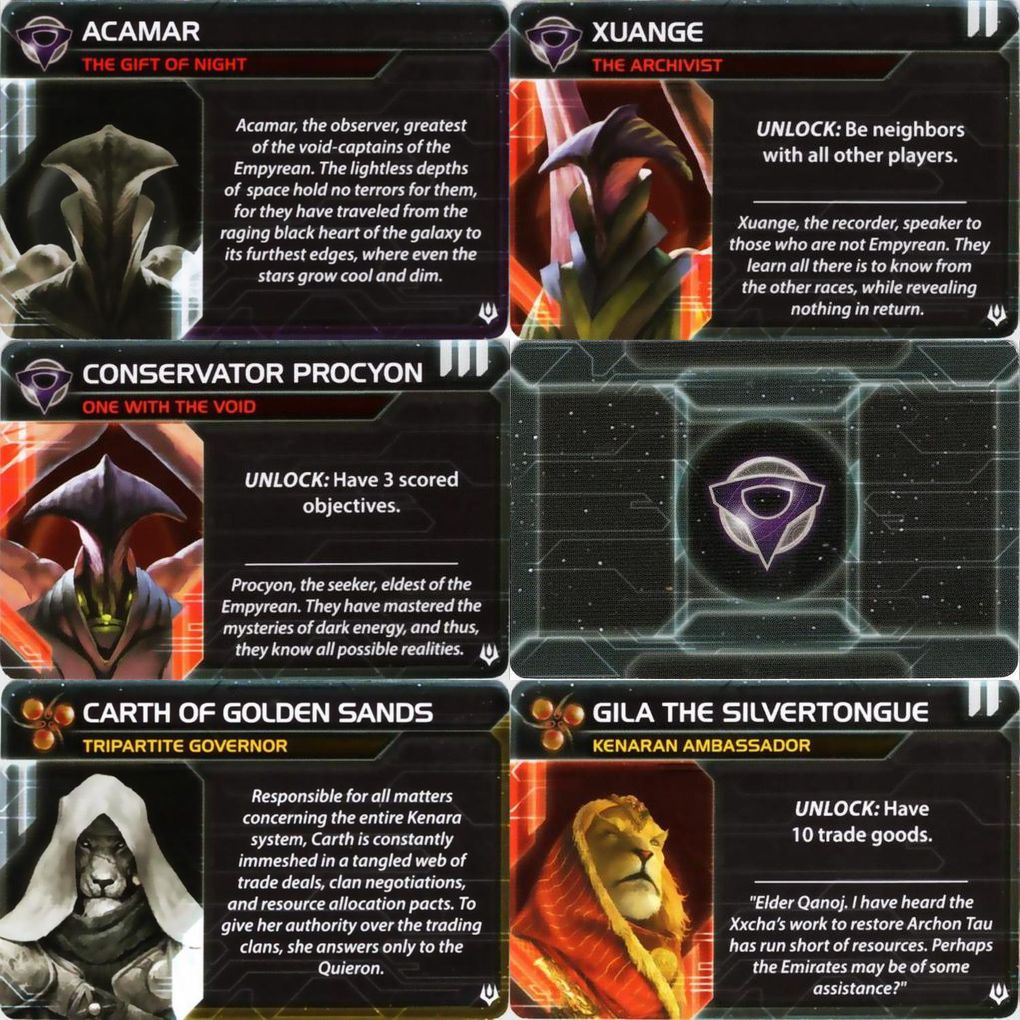 ACAMAR
THE GIFT OF NIGHT
Acamar, the observer, greatest
of the void-captains of the
Empyrean. The lightless depths
of space hold no terrors for them,
for they have traveled from the
raging black heart of the galaxy to
its furthest edges, where even the
stars grow cool and dim.
XUANGE
THE ARCHIVIST
UNLOCK: Be neighbors
with all other players.
Xuange, the recorder, speaker to
those who are not Empyrean. They
learn all there is to know from
the other races, while revealing
nothing in return.
CONSERVATOR PROCYON
ONE WITH THE VOID
UNLOCK: Have 3 scored
objectives.
Procyon, the seeker, eldest of the
Empyrean. They have mastered the
mysteries of dark energy, and thus,
they know all possible realities.
CARTH OF GOLDEN SANDS
TRIPARTITE GOVERNOR
Responsible for all matters
concerning the entire Kenara
system, Carth is constantly
immeshed in a tangled web of
trade deals, clan negotiations,
and resource allocation pacts. To
give her authority over the trading
clans, she answers only to the
Quieron.
GILA THE SILVERTONGUE
KENARAN AMBASSADOR
UNLOCK: Have
10 trade goods.
"Elder Qanoj. I have heard the
Xxcha's work to restore Archon Tau
has run short of resources. Perhaps
the Emirates may be of some
assistance?"